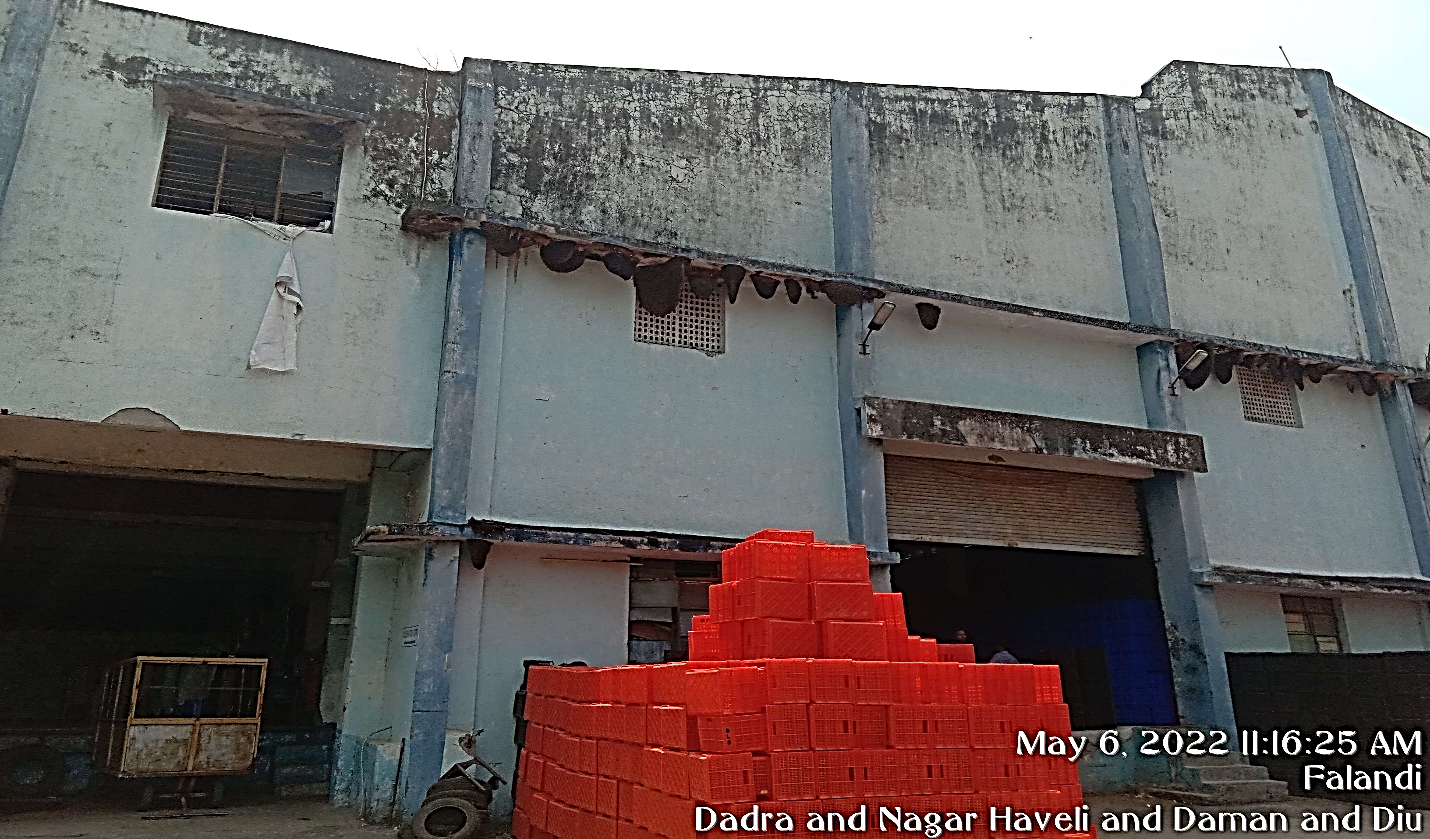 May 6, 2022 11:16:25 AM
Falandi
Dadra and Nagar Haveli and Daman and Diu